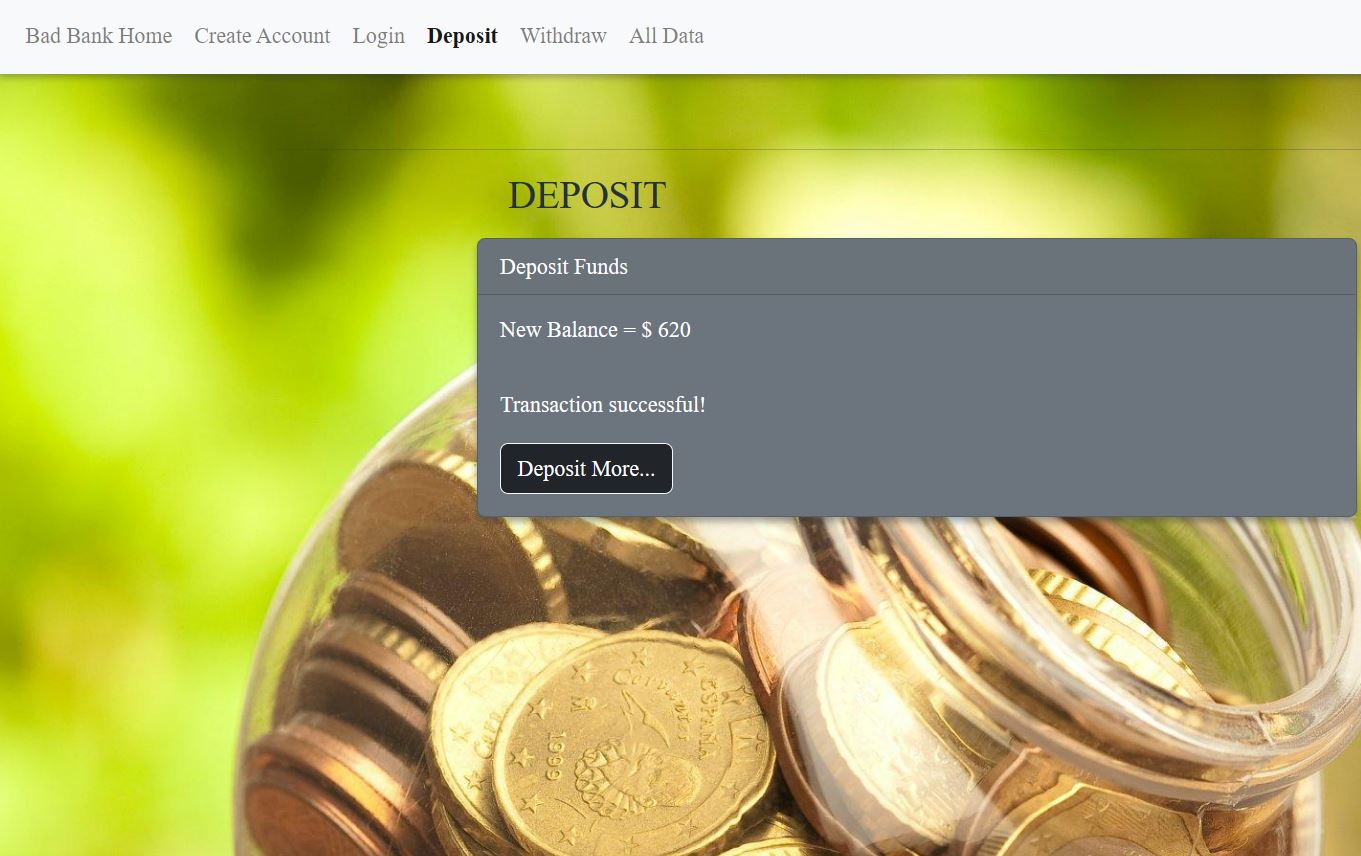 Bad Bank Home Create Account Login Deposit Withdraw All Data
DEPOSIT
Deposit Funds
New Balance = $ 620
Transaction successful!
Deposit More...
Cervantes
ESPAÑA
1999